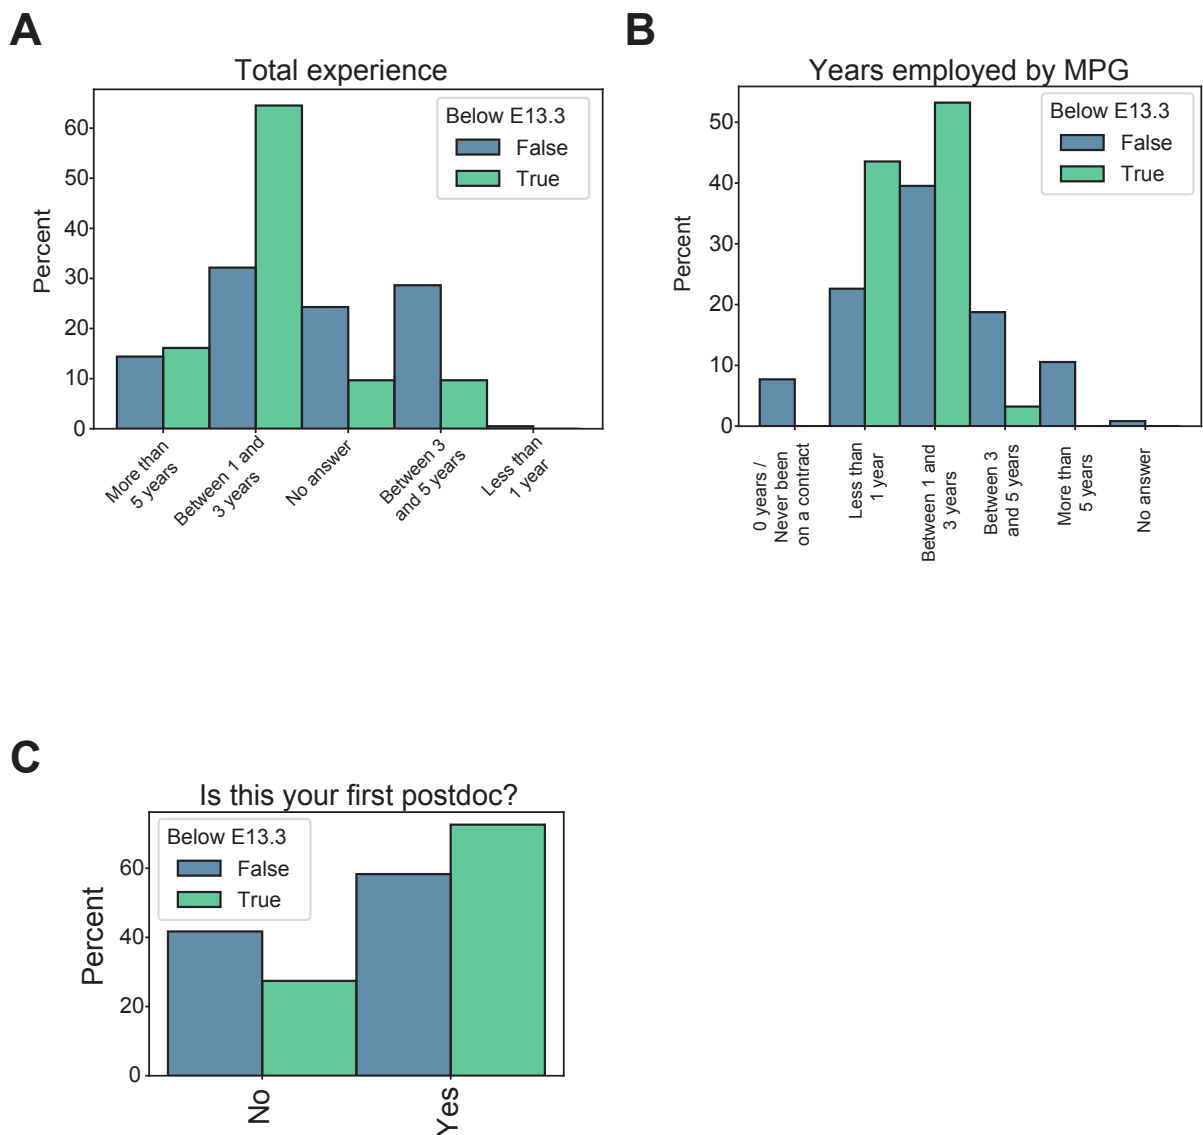 A
Total experience
Percent
60
50
40
30
20
10
0
Below E13.3
False
True
More than
5 years
Between 1 and
3 years
No answer
Between 3
and 5 years
Less than
1 year
B
Years employed by MPG
Percent
50
40
30
20
10
0
Below E13.3
False
True
0 years /
Never been
on a contract
Less than
1 year
Between 1 and
3 years
Between 3
and 5 years
More than
5 years
No answer
C
Is this your first postdoc?
Percent
60
40
20
0
Below E13.3
False
True
No
Yes